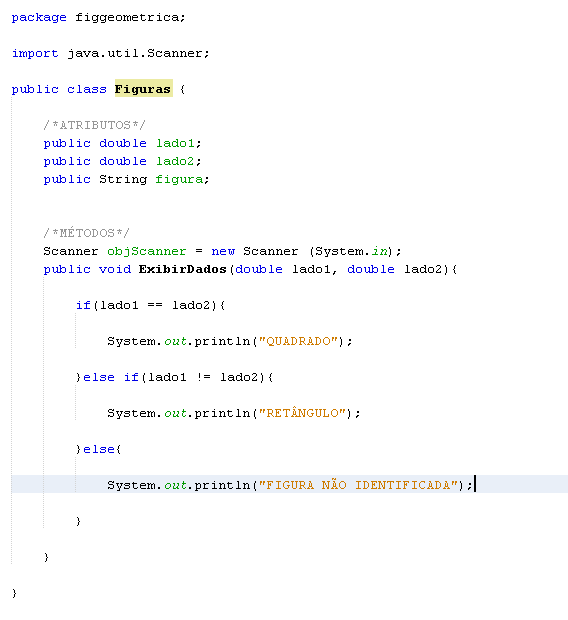 package figgeometrica;
import java.util.Scanner;
public class Figuras {
/*ATRIBUTOS*/
public double lado1;
public double lado2;
public String figura;
/*MÉTODOS*/
Scanner objScanner = new Scanner (System.in);
public void ExibirDados(double lado1, double lado2){
if(lado1 == lado2){
System.out.println("QUADRADO");
}else if(lado1 != lado2){
System.out.println("RETÂNGULO");
}else{
System.out.println("FIGURA NÃO IDENTIFICADA");
}
}
}